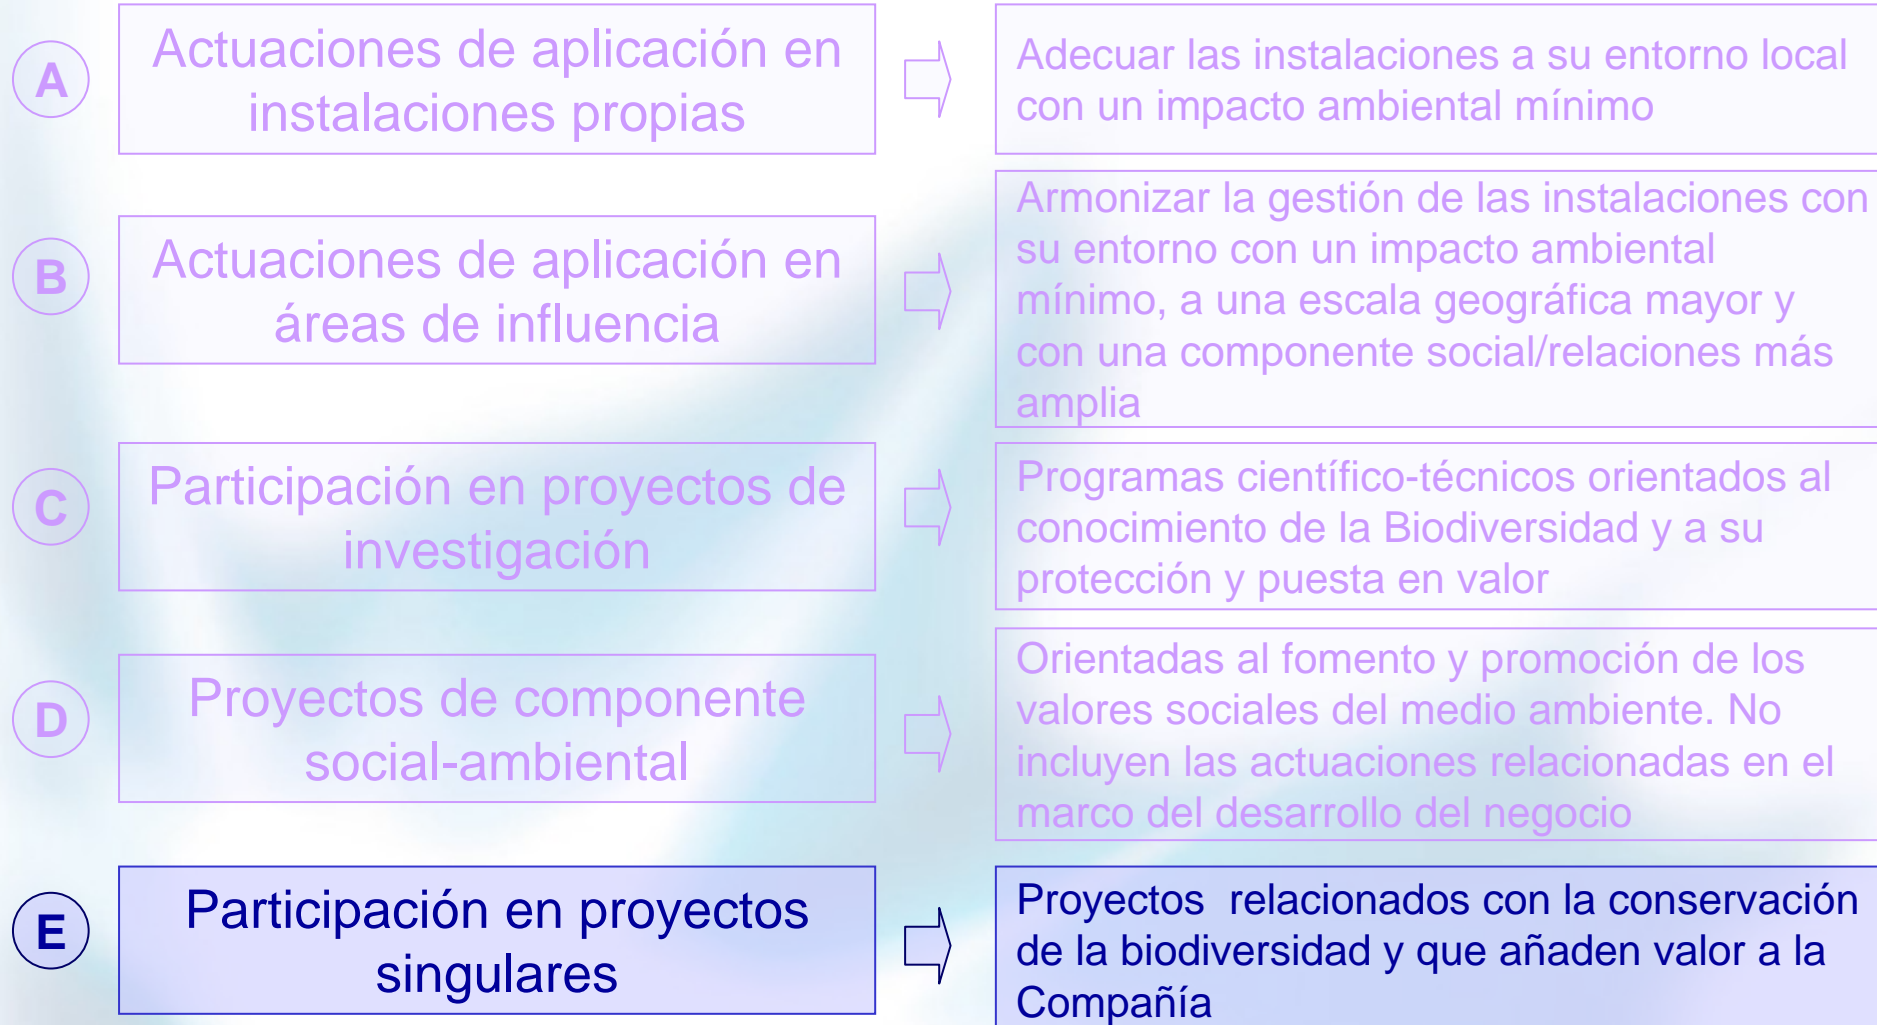 A
Actuaciones de aplicación en
instalaciones propias
Adecuar las instalaciones a su entorno local
con un impacto ambiental mínimo
B
Actuaciones de aplicación en
áreas de influencia
Armonizar la gestión de las instalaciones con
su entorno con un impacto ambiental
mínimo, a una escala geográfica mayor y
con una componente social/relaciones más
amplia
C
Participación en proyectos de
investigación
Programas científico-técnicos orientados al
conocimiento de la Biodiversidad y a su
protección y puesta en valor
D
Proyectos de componente
social-ambiental
Orientadas al fomento y promoción de los
valores sociales del medio ambiente. No
incluyen las actuaciones relacionadas en el
marco del desarrollo del negocio
E
Participación en proyectos
singulares
Proyectos relacionados con la conservación
de la biodiversidad y que añaden valor a la
Compañía